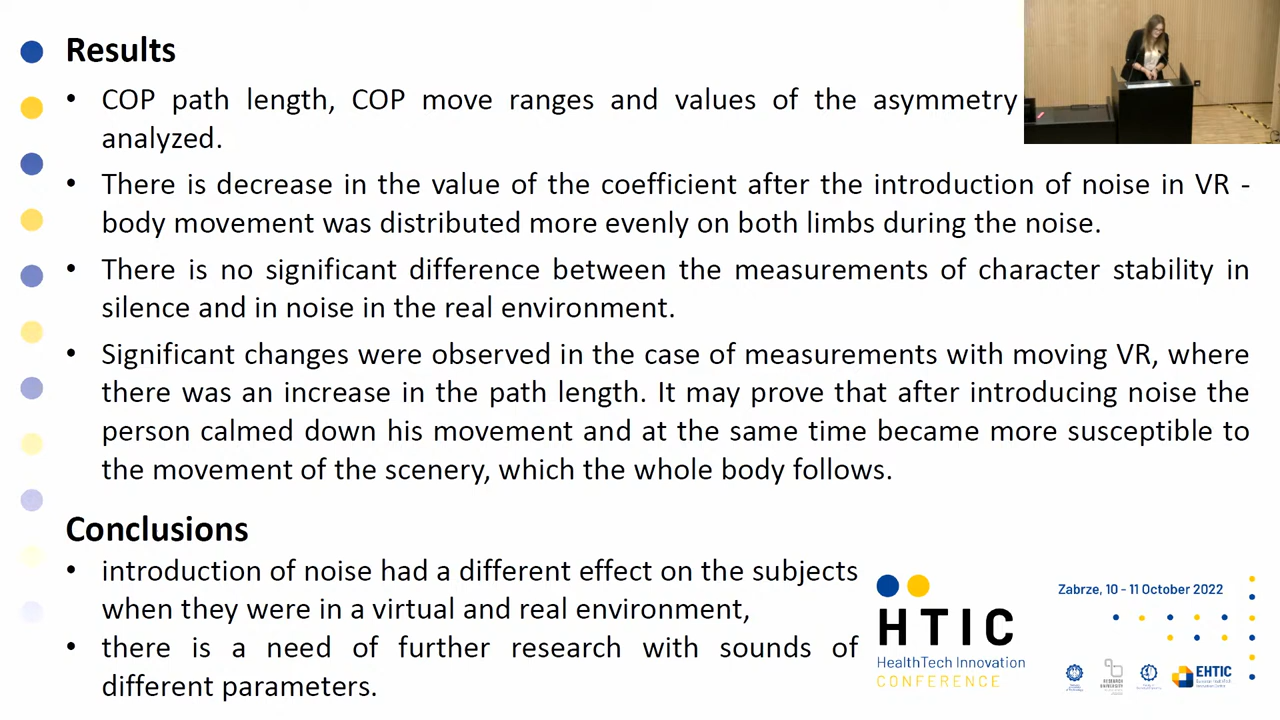 Results
• COP path length, COP move ranges and values of the asymmetry
analyzed.
• There is decrease in the value of the coefficient after the introduction of noise in VR -
body movement was distributed more evenly on both limbs during the noise.
• There is no significant difference between the measurements of character stability in
silence and in noise in the real environment.
• Significant changes were observed in the case of measurements with moving VR, where
there was an increase in the path length. It may prove that after introducing noise the
person calmed down his movement and at the same time became more susceptible to
the movement of the scenery, which the whole body follows.
Conclusions
• introduction of noise had a different effect on the subjects
when they were in a virtual and real environment,
• there is a need of further research with sounds of
different parameters.
HTIC
HealthTech Innovation
CONFERENCE
Zabrze, 10 - 11 October 2022
EHTIC